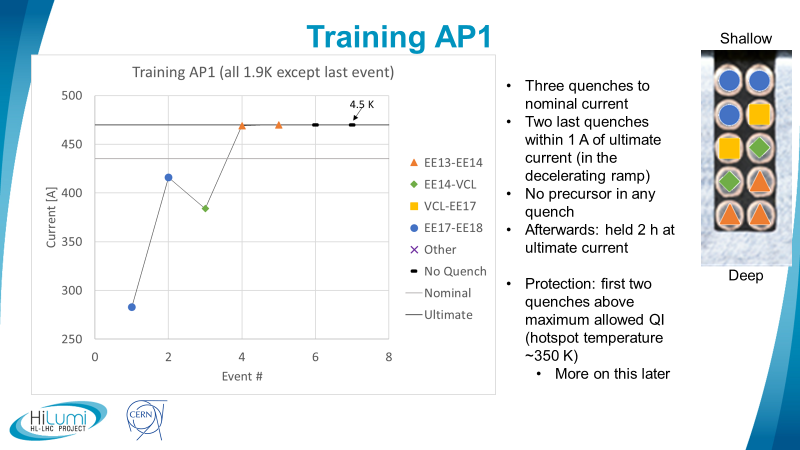 Training AP1
Training AP1 (all 1.9K except last event)
500
450
400
350
300
250
0
2
4
6
8
Current [A]
Event #
4.5 K
EE13-EE14
EE14-VCL
VCL-EE17
EE17-EE18
Other
No Quench
Nominal
Ultimate
• Three quenches to
nominal current
• Two last quenches
within 1 A of ultimate
current (in the
decelerating ramp)
• No precursor in any
quench
• Afterwards: held 2 h at
ultimate current
• Protection: first two
quenches above
maximum allowed QI
(hotspot temperature
~350 K)
• More on this later
Shallow
Deep
HiLumi
HL-LHC PROJECT
CERN